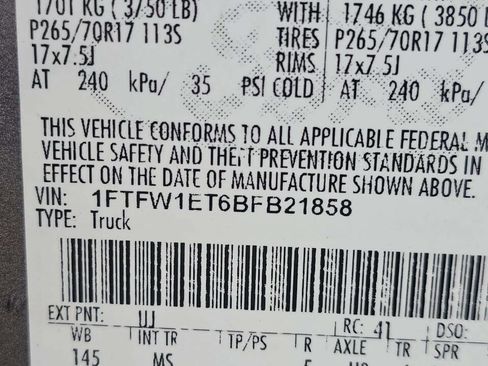 1701 KG ( 3750 LB) WITH 1746 KG ( 3850
P265/70R17 113S TIRES P265/70R17 113S
17x7.5J RIMS 17x7.5J
AT 240 kPa/ 35 PSI COLD AT 240 kPa/
THIS VEHICLE CONFORMS TO ALL APPLICABLE FEDERAL M
VEHICLE SAFETY AND THEFT PREVENTION STANDARDS IN
EFFECT ON THE DATE OF MANUFACTURE SHOWN ABOVE.
VIN: 1FTFW1ET6BFB21858
TYPE: Truck
EXT PNT: UJ RC: 41 DSO:
WB INT TR TP/PS R AXLE TR SPR
145 MS